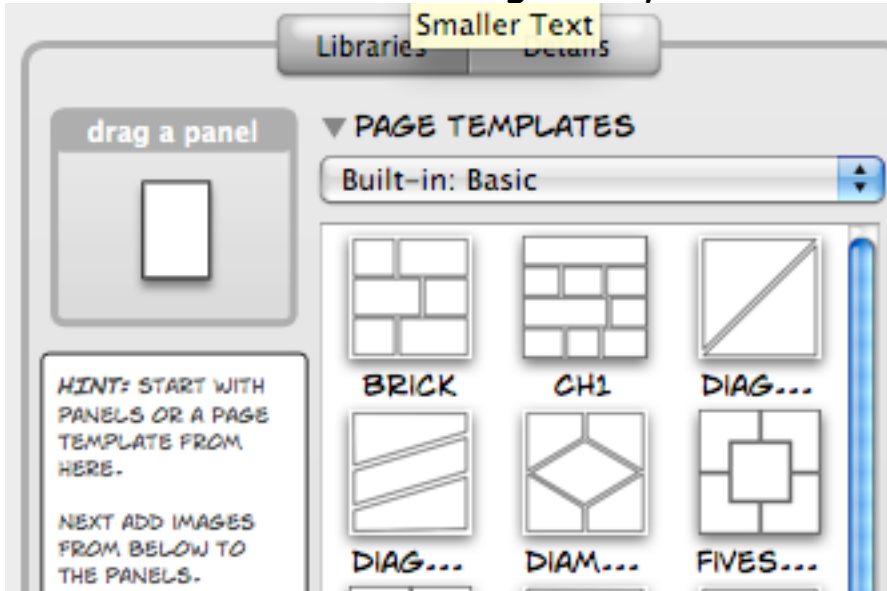 Smaller Text
Libraries Details
drag a panel
PAGE TEMPLATES
Built-in: Basic
BRICK CH1 DIAG...
DIAG... DIAM... FIVES...
HINT: START WITH
PANELS OR A PAGE
TEMPLATE FROM
HERE.
NEXT ADD IMAGES
FROM BELOW TO
THE PANELS.